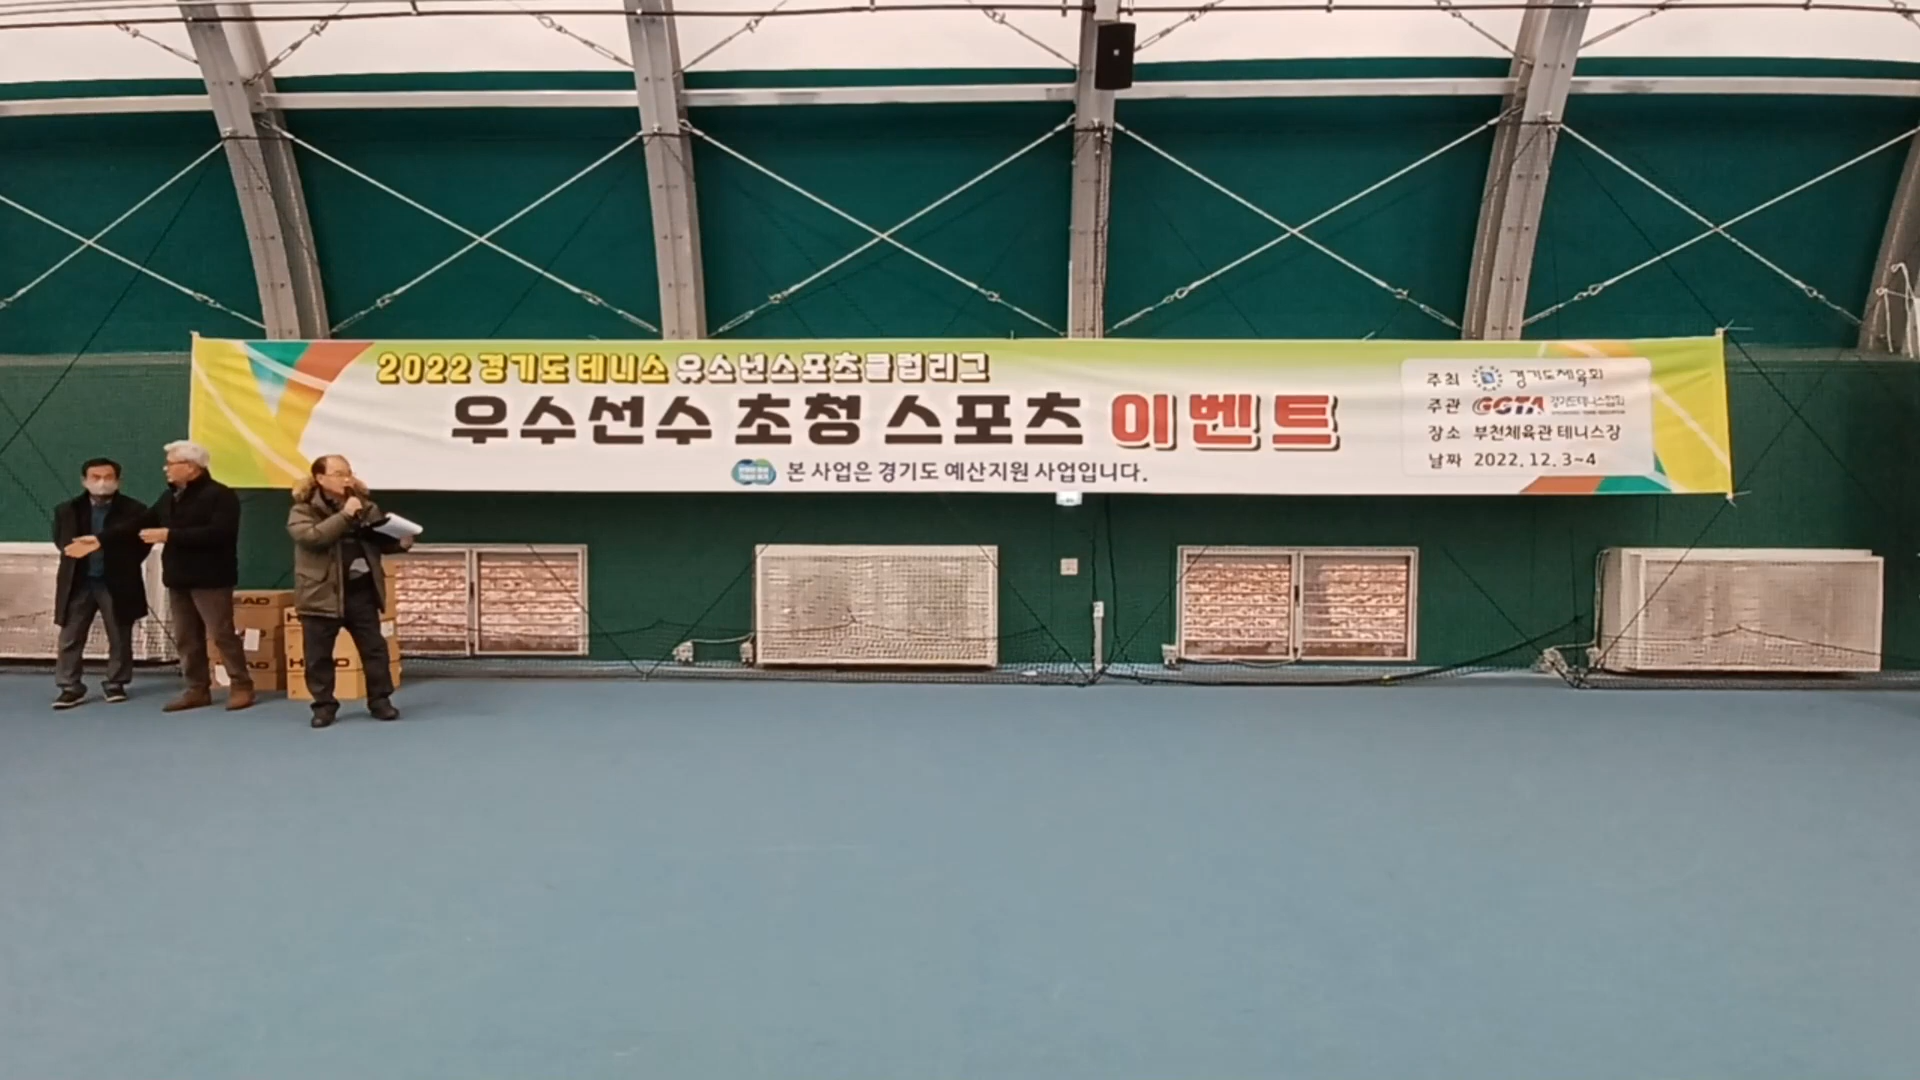 2022 경기도 테니스 유소년스포츠클럽리그
우수선수 초청 스포츠 이벤트
본 사업은 경기도 예산지원 사업입니다.
주최 경기도체육회
주관 GGTA 경기도테니스협회
장소 부천체육관 테니스장
날짜 2022. 12. 3~4
HEAD